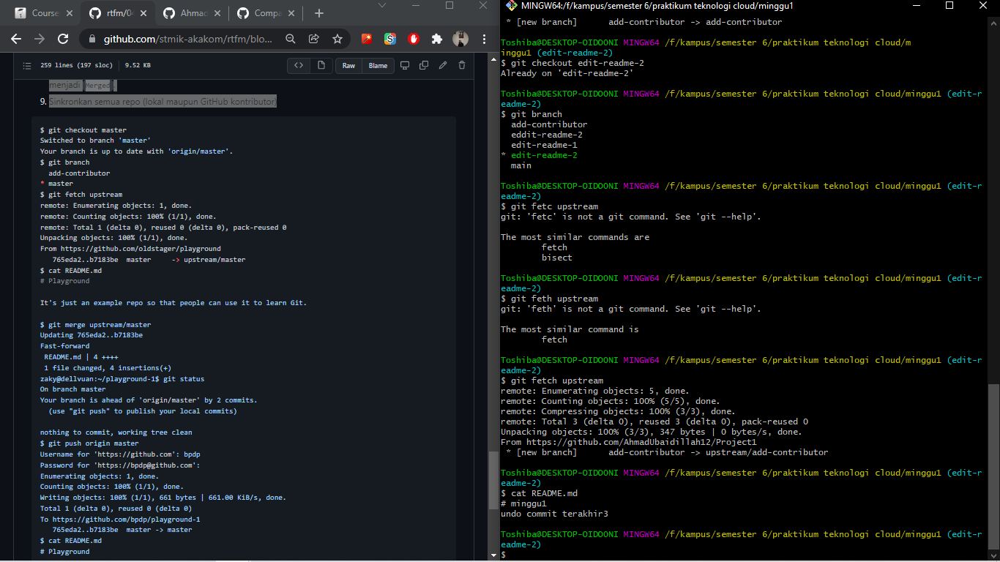 Course
rtfm/04
Ahmad
Compa
github.com/stmik-akakom/rtfm/blo...
259 lines (197 sloc)
9.52 KB
Raw
Blame
menjadi Merged.
9. Sinkronkan semua repo (lokal maupun GitHub kontributor)
$ git checkout master
Switched to branch 'master'
Your branch is up to date with 'origin/master'.
$ git branch
add-contributor
* master
$ git fetch upstream
remote: Enumerating objects: 1, done.
remote: Counting objects: 100% (1/1), done.
remote: Total 1 (delta 0), reused 0 (delta 0), pack-reused 0
Unpacking objects: 100% (1/1), done.
From https://github.com/oldstager/playground
765eda2..b7183be  master     -> upstream/master
$ cat README.md
# Playground
It's just an example repo so that people can use it to learn Git.
$ git merge upstream/master
Updating 765eda2..b7183be
Fast-forward
README.md | 4 ++++
1 file changed, 4 insertions(+)
zaky@dellvuan:~/playground-1$ git status
On branch master
Your branch is ahead of 'origin/master' by 2 commits.
(use "git push" to publish your local commits)
nothing to commit, working tree clean
$ git push origin master
Username for 'https://github.com': bpdp
Password for 'https://bpdp@github.com':
Enumerating objects: 1, done.
Counting objects: 100% (1/1), done.
Writing objects: 100% (1/1), 661 bytes | 661.00 KiB/s, done.
Total 1 (delta 0), reused 0 (delta 0)
To https://github.com/bpdp/playground-1
765eda2..b7183be  master -> master
$ cat README.md
# Playground
MINGW64:/f/kampus/semester 6/praktikum teknologi cloud/minggu1
* [new branch]      add-contributor -> add-contributor
Toshiba@DESKTOP-OIDOONI MINGW64 /f/kampus/semester 6/praktikum teknologi cloud/m
inggu1 (edit-readme-2)
$ git checkout edit-readme-2
Already on 'edit-readme-2'
Toshiba@DESKTOP-OIDOONI MINGW64 /f/kampus/semester 6/praktikum teknologi cloud/minggu1 (edit-r
eadme-2)
$ git branch
add-contributor
eddit-readme-2
edit-readme-1
* edit-readme-2
main
Toshiba@DESKTOP-OIDOONI MINGW64 /f/kampus/semester 6/praktikum teknologi cloud/minggu1 (edit-r
eadme-2)
$ git fetc upstream
git: 'fetc' is not a git command. See 'git --help'.
The most similar commands are
fetch
bisect
Toshiba@DESKTOP-OIDOONI MINGW64 /f/kampus/semester 6/praktikum teknologi cloud/minggu1 (edit-r
eadme-2)
$ git feth upstream
git: 'feth' is not a git command. See 'git --help'.
The most similar command is
fetch
Toshiba@DESKTOP-OIDOONI MINGW64 /f/kampus/semester 6/praktikum teknologi cloud/minggu1 (edit-r
eadme-2)
$ git fetch upstream
remote: Enumerating objects: 5, done.
remote: Counting objects: 100% (5/5), done.
remote: Compressing objects: 100% (3/3), done.
remote: Total 3 (delta 0), reused 3 (delta 0), pack-reused 0
Unpacking objects: 100% (3/3), 347 bytes | 0 bytes/s, done.
From https://github.com/AhmadUbaidillah12/Project1
* [new branch]      add-contributor -> upstream/add-contributor
Toshiba@DESKTOP-OIDOONI MINGW64 /f/kampus/semester 6/praktikum teknologi cloud/minggu1 (edit-r
eadme-2)
$ cat README.md
# minggu1
undo commit terakhir3
Toshiba@DESKTOP-OIDOONI MINGW64 /f/kampus/semester 6/praktikum teknologi cloud/minggu1 (edit-r
eadme-2)
$